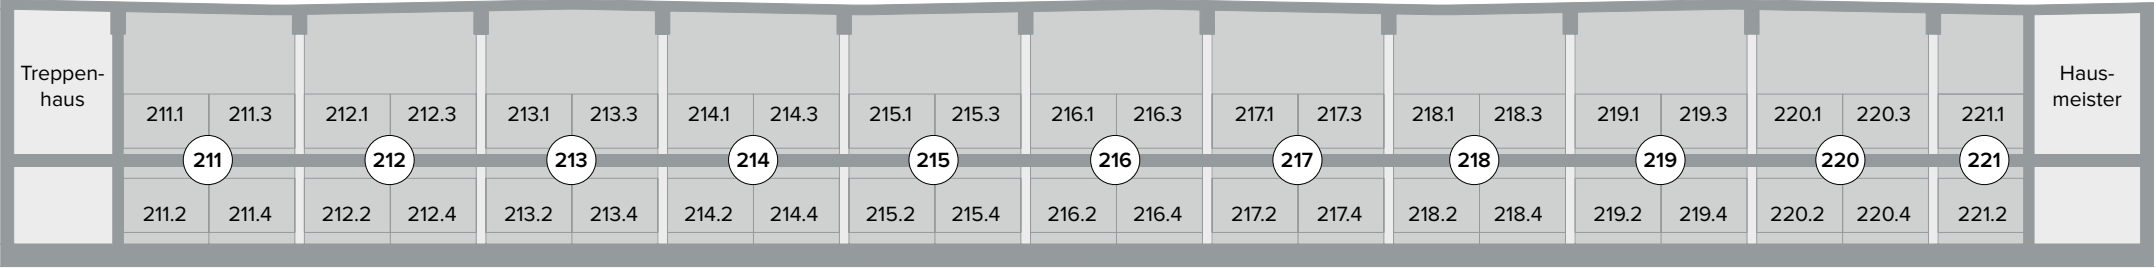 Treppen-
haus
211.1 211.3 212.1 212.3 213.1 213.3 214.1 214.3 215.1 215.3 216.1 216.3 217.1 217.3 218.1 218.3 219.1 219.3 220.1 220.3 221.1
Haus-
meister
211 212 213 214 215 216 217 218 219 220 221
211.2 211.4 212.2 212.4 213.2 213.4 214.2 214.4 215.2 215.4 216.2 216.4 217.2 217.4 218.2 218.4 219.2 219.4 220.2 220.4 221.2